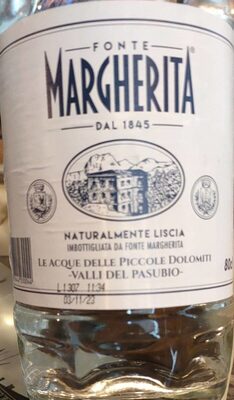 FONTE
MARGHERITA
DAL 1845
NATURALMENTE LISCIA
IMBOTTIGLIATA DA FONTE MARGHERITA
LE ACQUE DELLE PICCOLE DOLOMITI
-VALLI DEL PASUBIO-
L1307 11:34
03/11/23